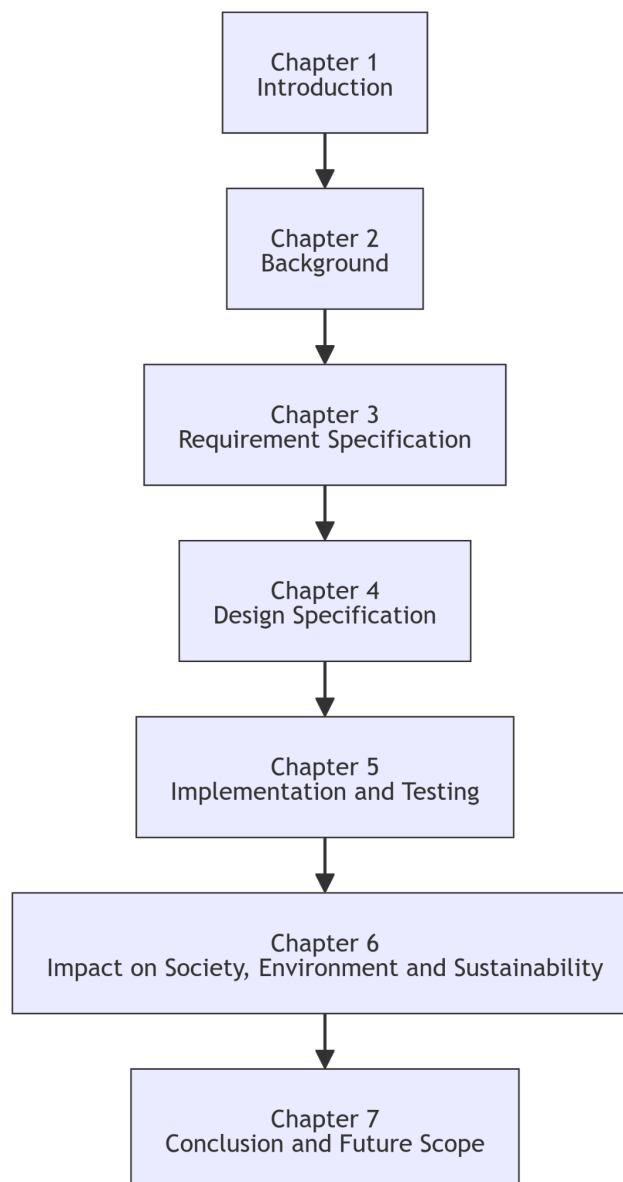 Chapter 1
Introduction
Chapter 2
Background
Chapter 3
Requirement Specification
Chapter 4
Design Specification
Chapter 5
Implementation and Testing
Chapter 6
Impact on Society, Environment and Sustainability
Chapter 7
Conclusion and Future Scope